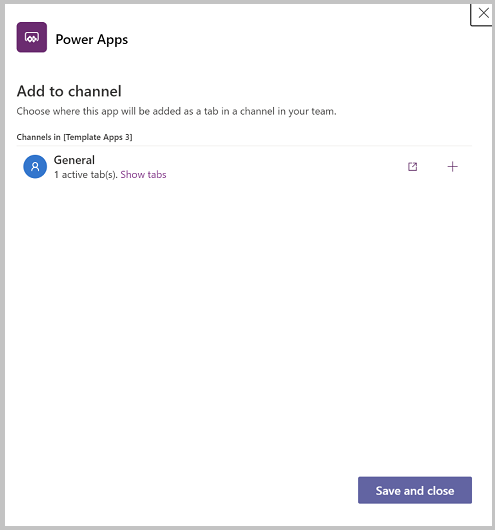 Power Apps
Add to channel
Choose where this app will be added as a tab in a channel in your team.
Channels in [Template Apps 3]
General
1 active tab(s). Show tabs
Save and close